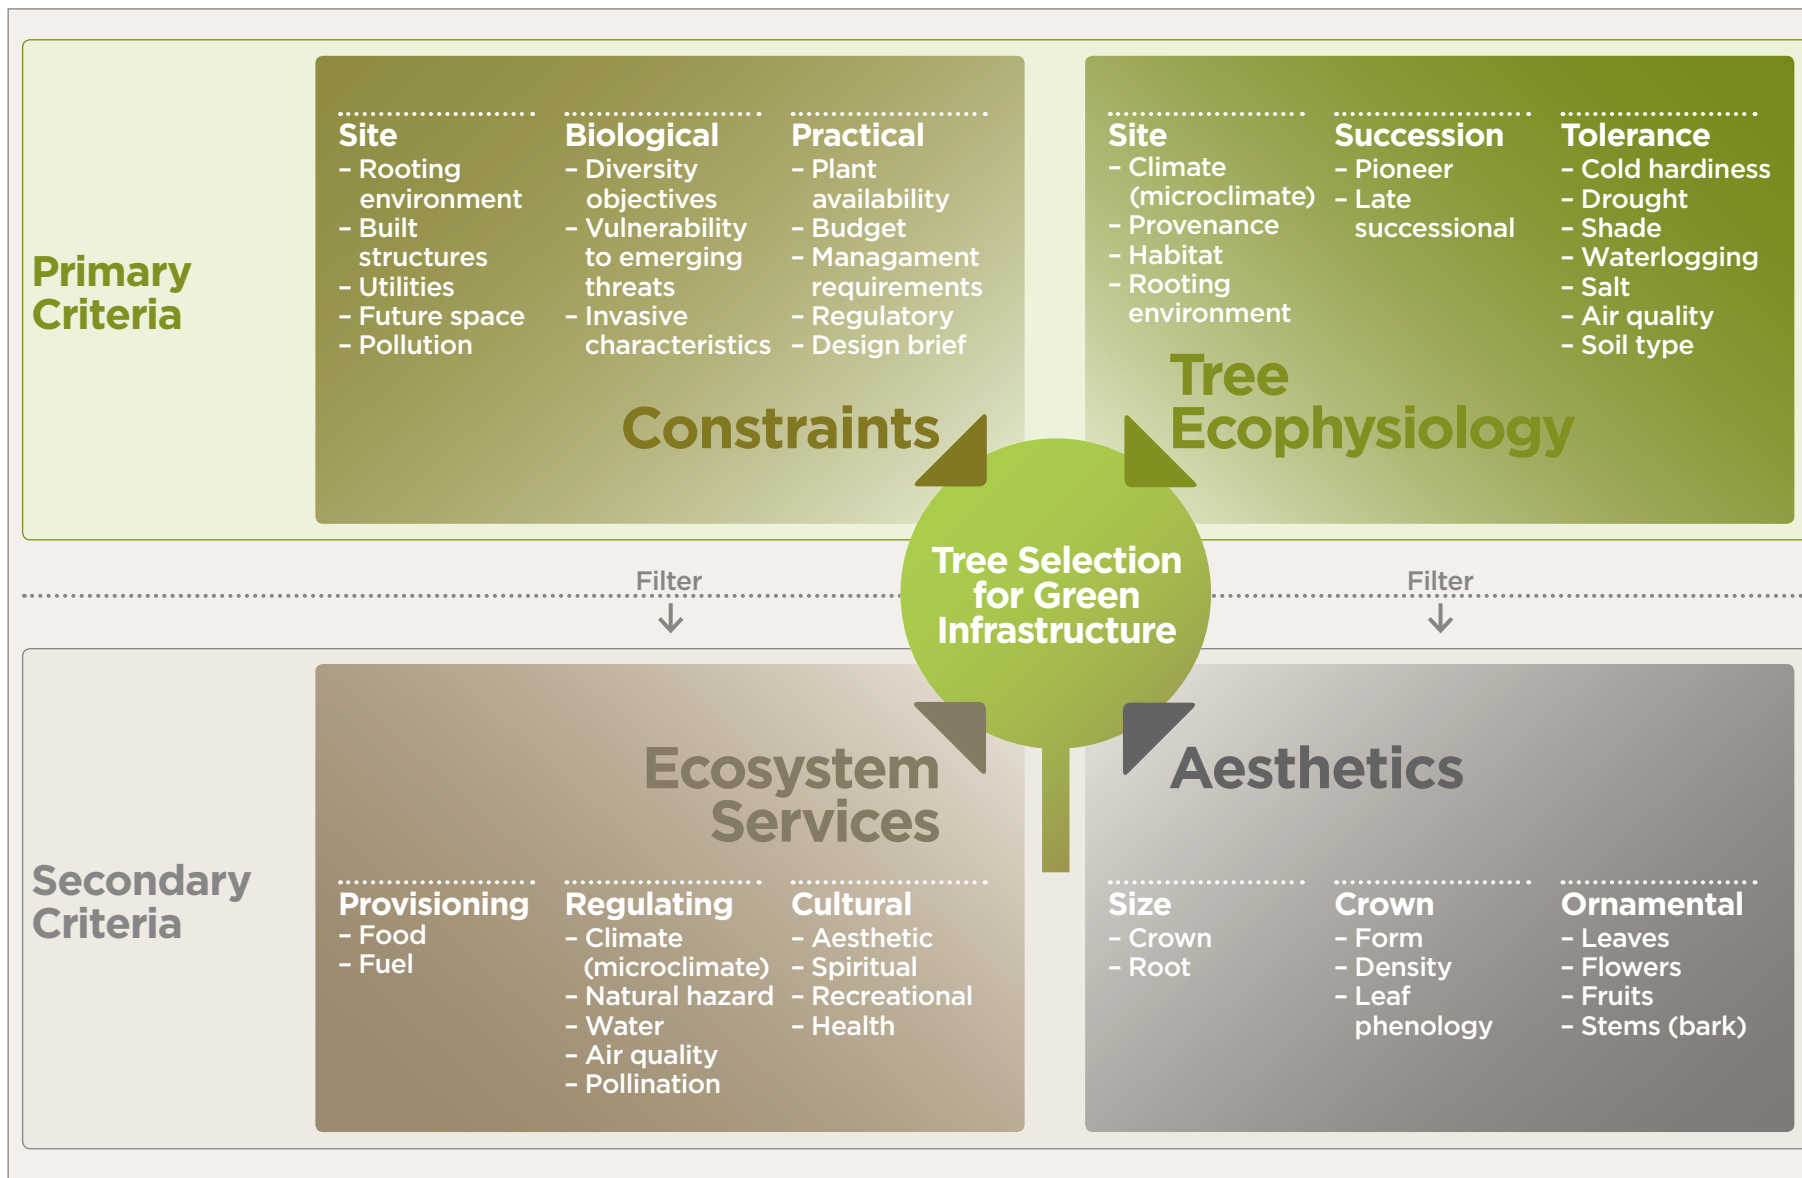 Primary
Criteria
Site
– Rooting
environment
– Built
structures
– Utilities
– Future space
– Pollution
Biological
– Diversity
objectives
– Vulnerability
to emerging
threats
– Invasive
characteristics
Practical
– Plant
availability
– Budget
– Managament
requirements
– Regulatory
– Design brief
Constraints
Site
– Climate
(microclimate)
– Provenance
– Habitat
– Rooting
environment
Succession
– Pioneer
– Late
successional
Tolerance
– Cold hardiness
– Drought
– Shade
– Waterlogging
– Salt
– Air quality
– Soil type
Tree
Ecophysiology
Filter
Tree Selection
for Green
Infrastructure
Filter
Secondary
Criteria
Ecosystem
Services
Provisioning
– Food
– Fuel
Regulating
– Climate
(microclimate)
– Natural hazard
– Water
– Air quality
– Pollination
Cultural
– Aesthetic
– Spiritual
– Recreational
– Health
Aesthetics
Size
– Crown
– Root
Crown
– Form
– Density
– Leaf
phenology
Ornamental
– Leaves
– Flowers
– Fruits
– Stems (bark)